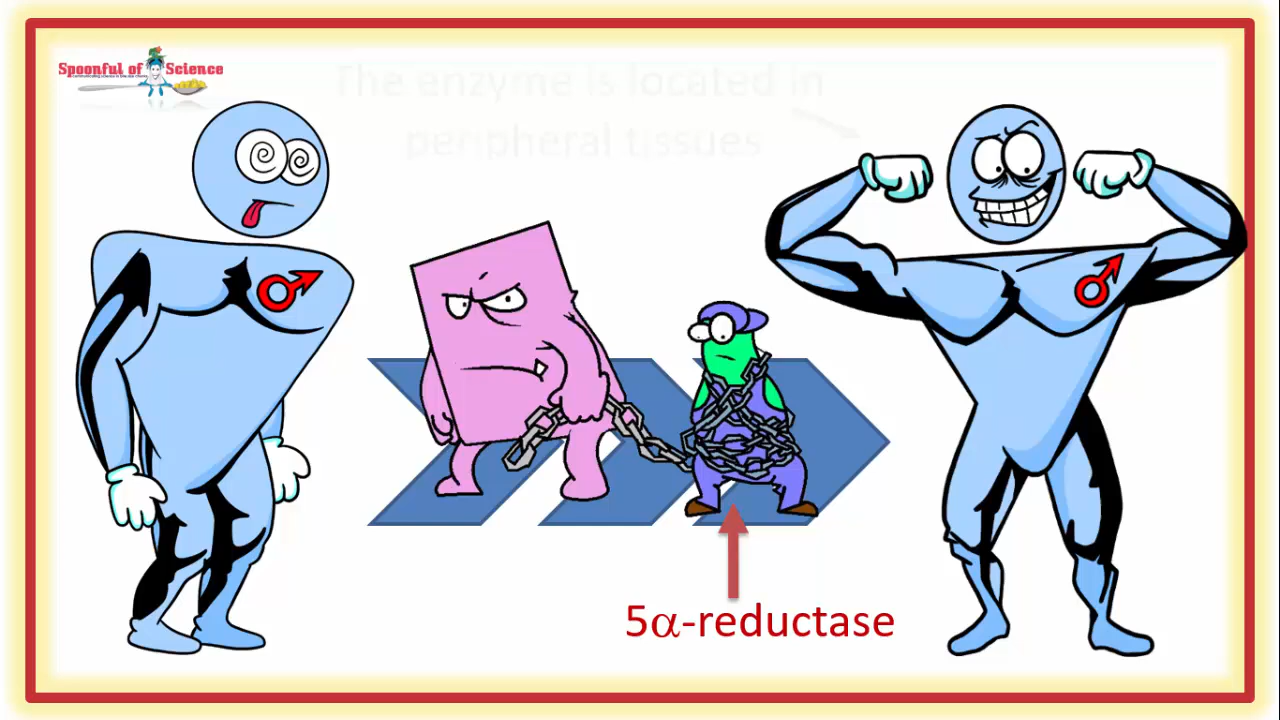 Spoonful of Science
The enzyme is located in
peripheral tissues
5α-reductase